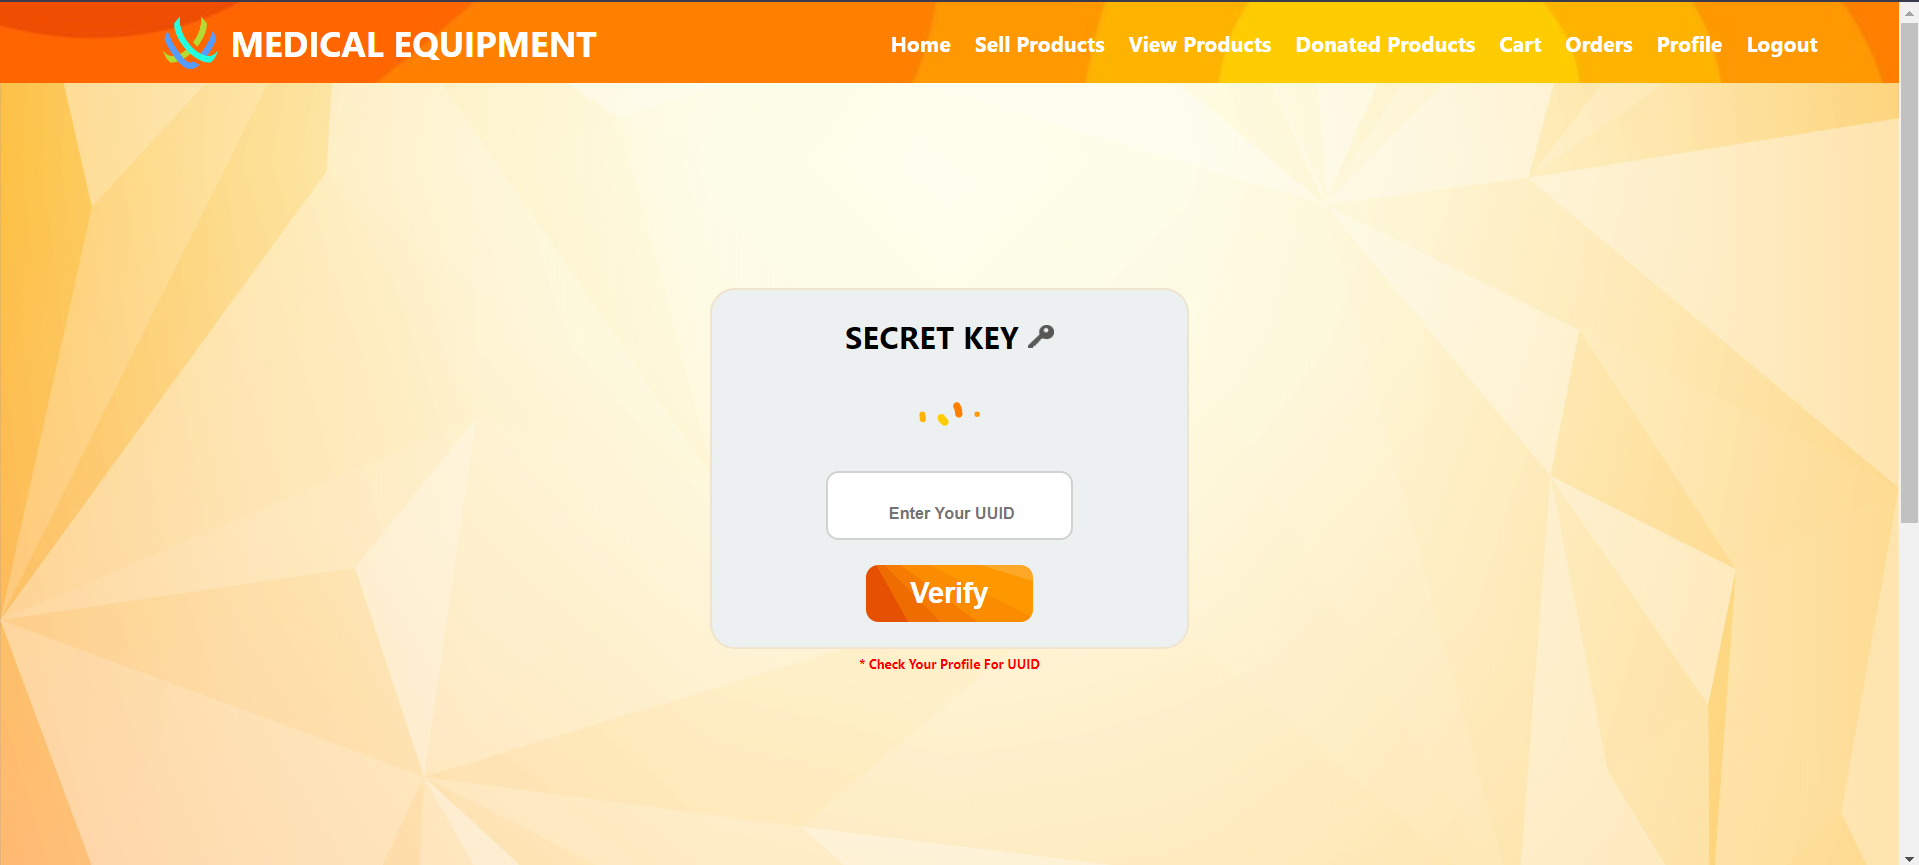 MEDICAL EQUIPMENT
Home Sell Products View Products Donated Products Cart Orders Profile Logout
SECRET KEY
Enter Your UUID
Verify
* Check Your Profile For UUID